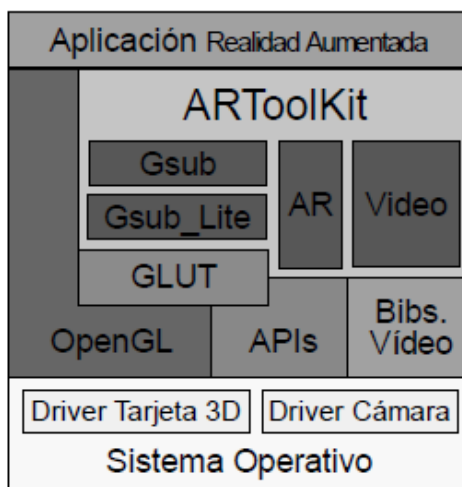 Aplicación Realidad Aumentada
ARToolKit
Gsub
Gsub_Lite
AR
Video
GLUT
OpenGL
APIs
Bibs.
Vídeo
Driver Tarjeta 3D
Driver Cámara
Sistema Operativo